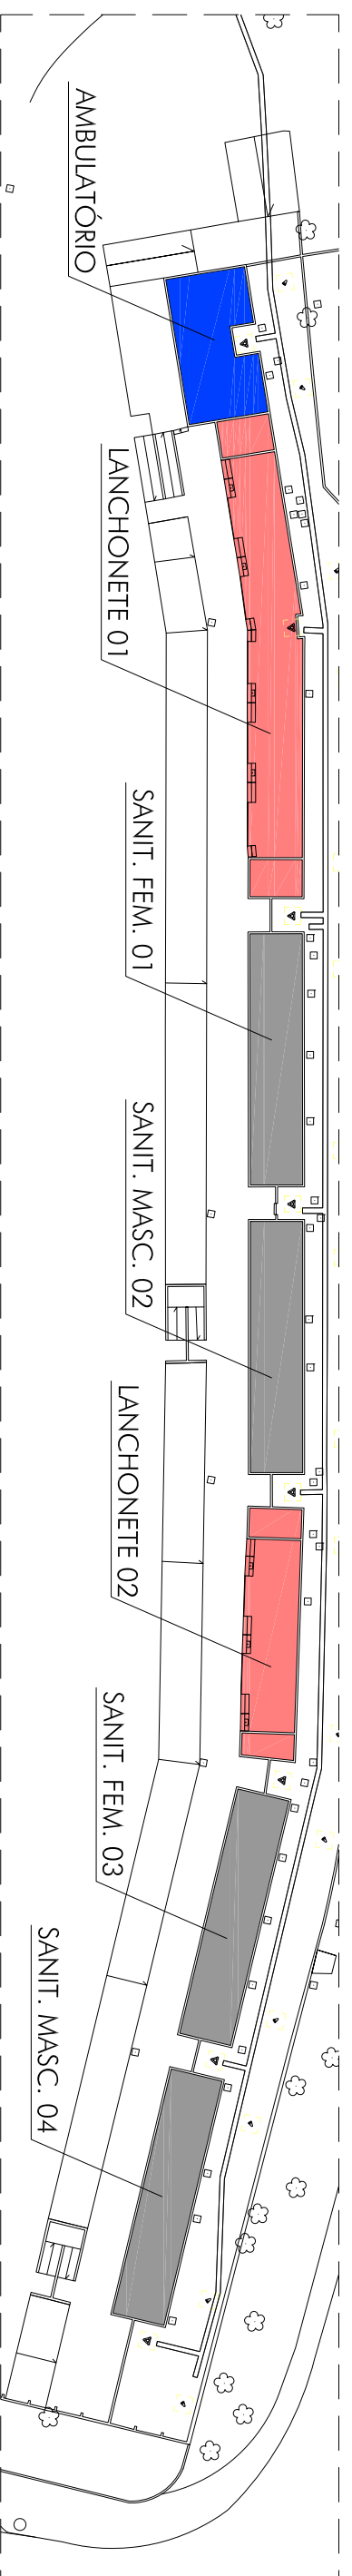 AMBULATÓRIO
LANCHONETE 01
SANIT. FEM. 01
SANIT. MASC. 02
LANCHONETE 02
SANIT. FEM. 03
SANIT. MASC. 04